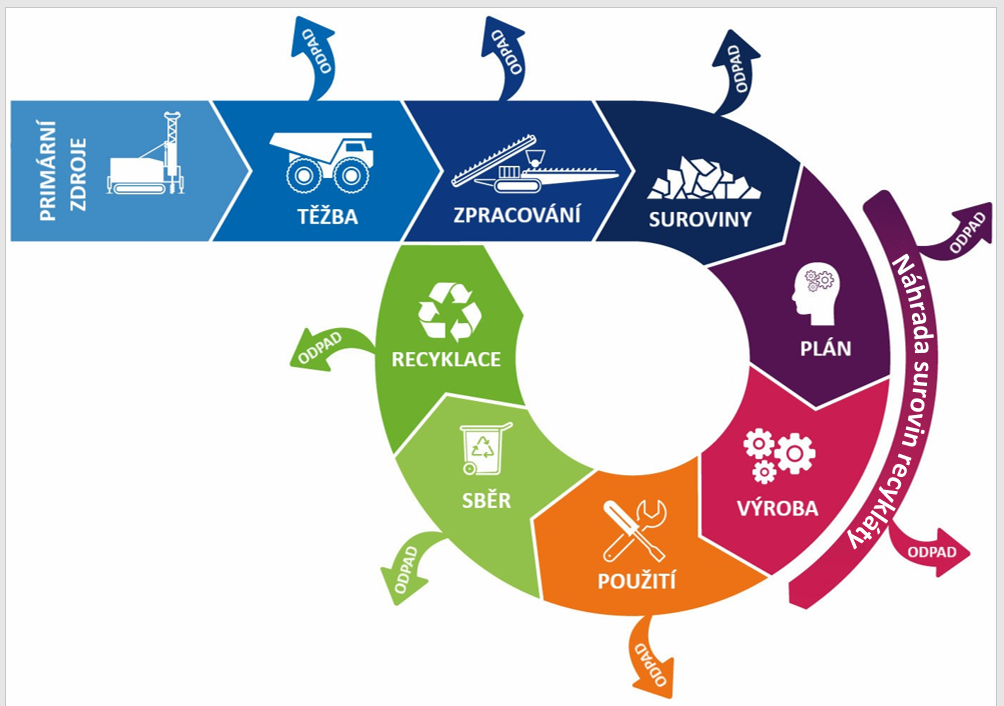 ODPAD
ODPAD
ODPAD
PRIMÁRNÍ
ZDROJE
TĚŽBA
ZPRACOVÁNÍ
SUROVINY
ODPAD
PLÁN
Náhrada surovin recykláty
VÝROBA
ODPAD
POUŽITÍ
ODPAD
SBĚR
ODPAD
RECYKLACE
ODPAD